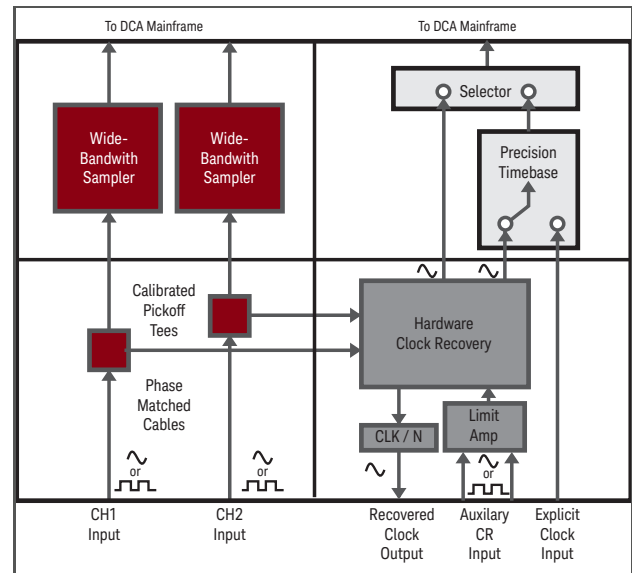 To DCA Mainframe
To DCA Mainframe
Selector
Wide-
Bandwith
Sampler
Wide-
Bandwith
Sampler
Precision
Timebase
Calibrated
Pickoff
Tees
Hardware
Clock Recovery
Phase
Matched
Cables
CLK / N
Limit
Amp
or
or
or
CH1
Input
CH2
Input
Recovered
Clock
Output
Auxilary
CR
Input
Explicit
Clock
Input